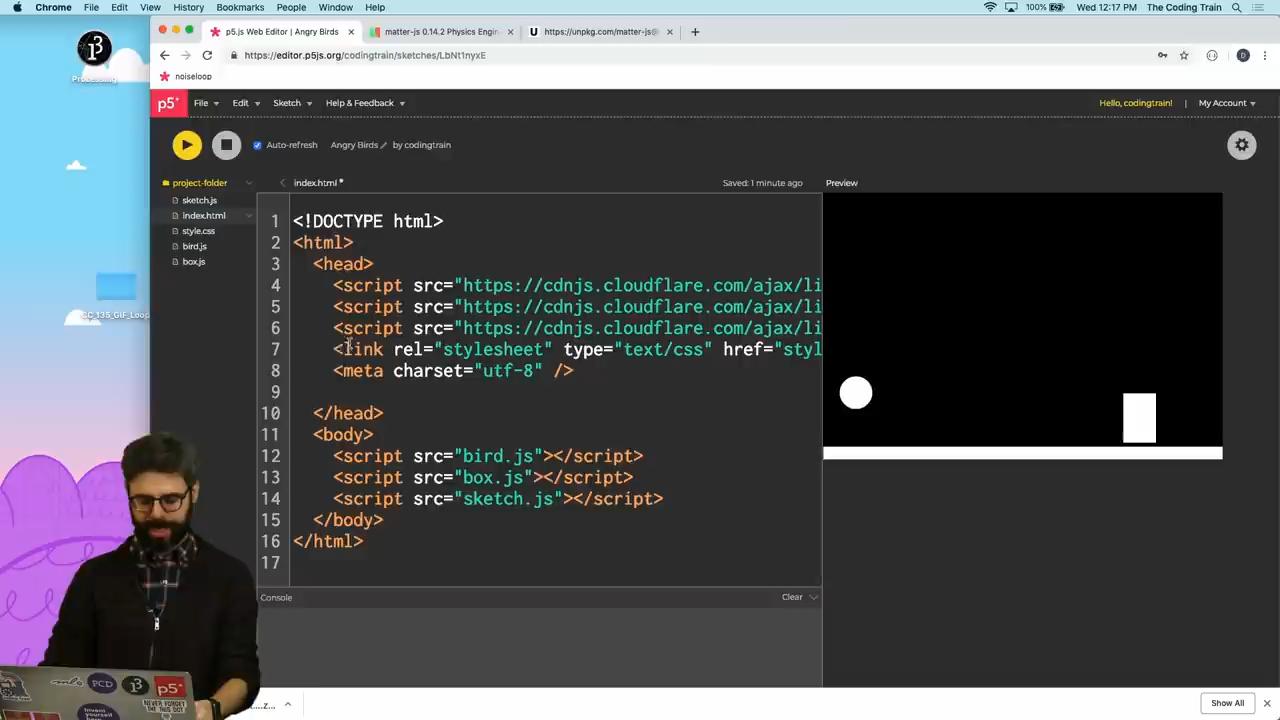 Chrome File Edit View History Bookmarks People Window Help 100% Wed 12:17 PM The Coding Train
p5.js Web Editor | Angry Birds matter-js 0.14.2 Physics Engin https://unpkg.com/matter-js@
https://editor.p5js.org/codingtrain/sketches/LbNt1nyxE
noiseloop
Processing
p5* File Edit Sketch Help & Feedback Hello, codingtrain! | My Account
Auto-refresh Angry Birds by codingtrain
project-folder index.html Saved: 1 minute ago Preview
sketch.js
index.html
style.css
bird.js
box.js
1 <!DOCTYPE html>
2 <html>
3 <head>
4 <script src="https://cdnjs.cloudflare.com/ajax/li
5 <script src="https://cdnjs.cloudflare.com/ajax/li
6 <script src="https://cdnjs.cloudflare.com/ajax/li
7 <link rel="stylesheet" type="text/css" href="styl
8 <meta charset="utf-8" />
9
10 </head>
11 <body>
12 <script src="bird.js"></script>
13 <script src="box.js"></script>
14 <script src="sketch.js"></script>
15 </body>
16 </html>
17
CC_135_GIF_Loop
Console Clear
PCD
p5*
NEVER FORGET
...z... Show All